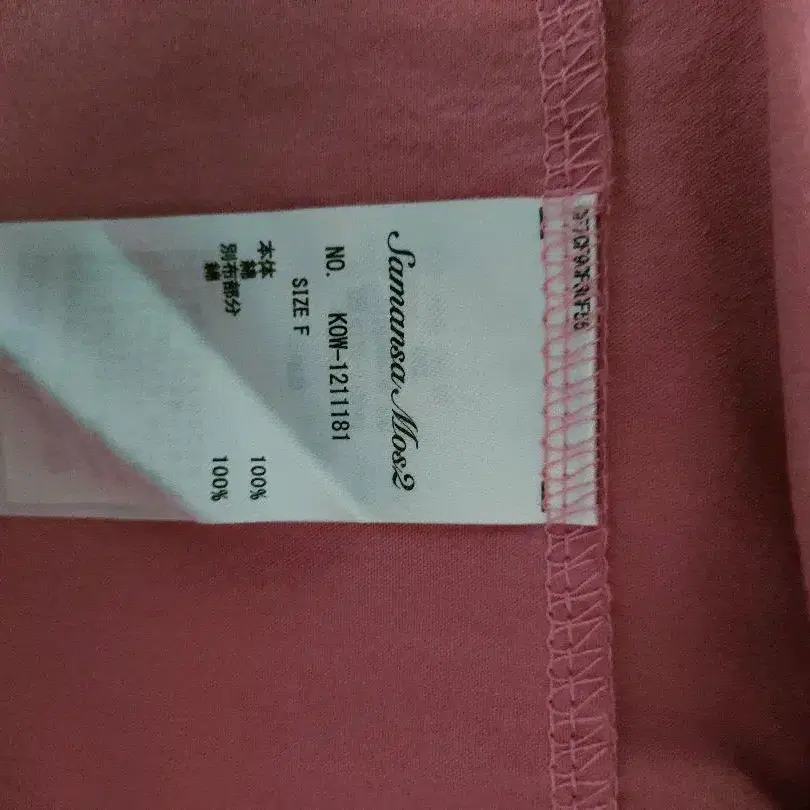 Samansa Mos2
NO. KOW-1211181
SIZE F
本体
綿 100%
別布部分
綿 100%